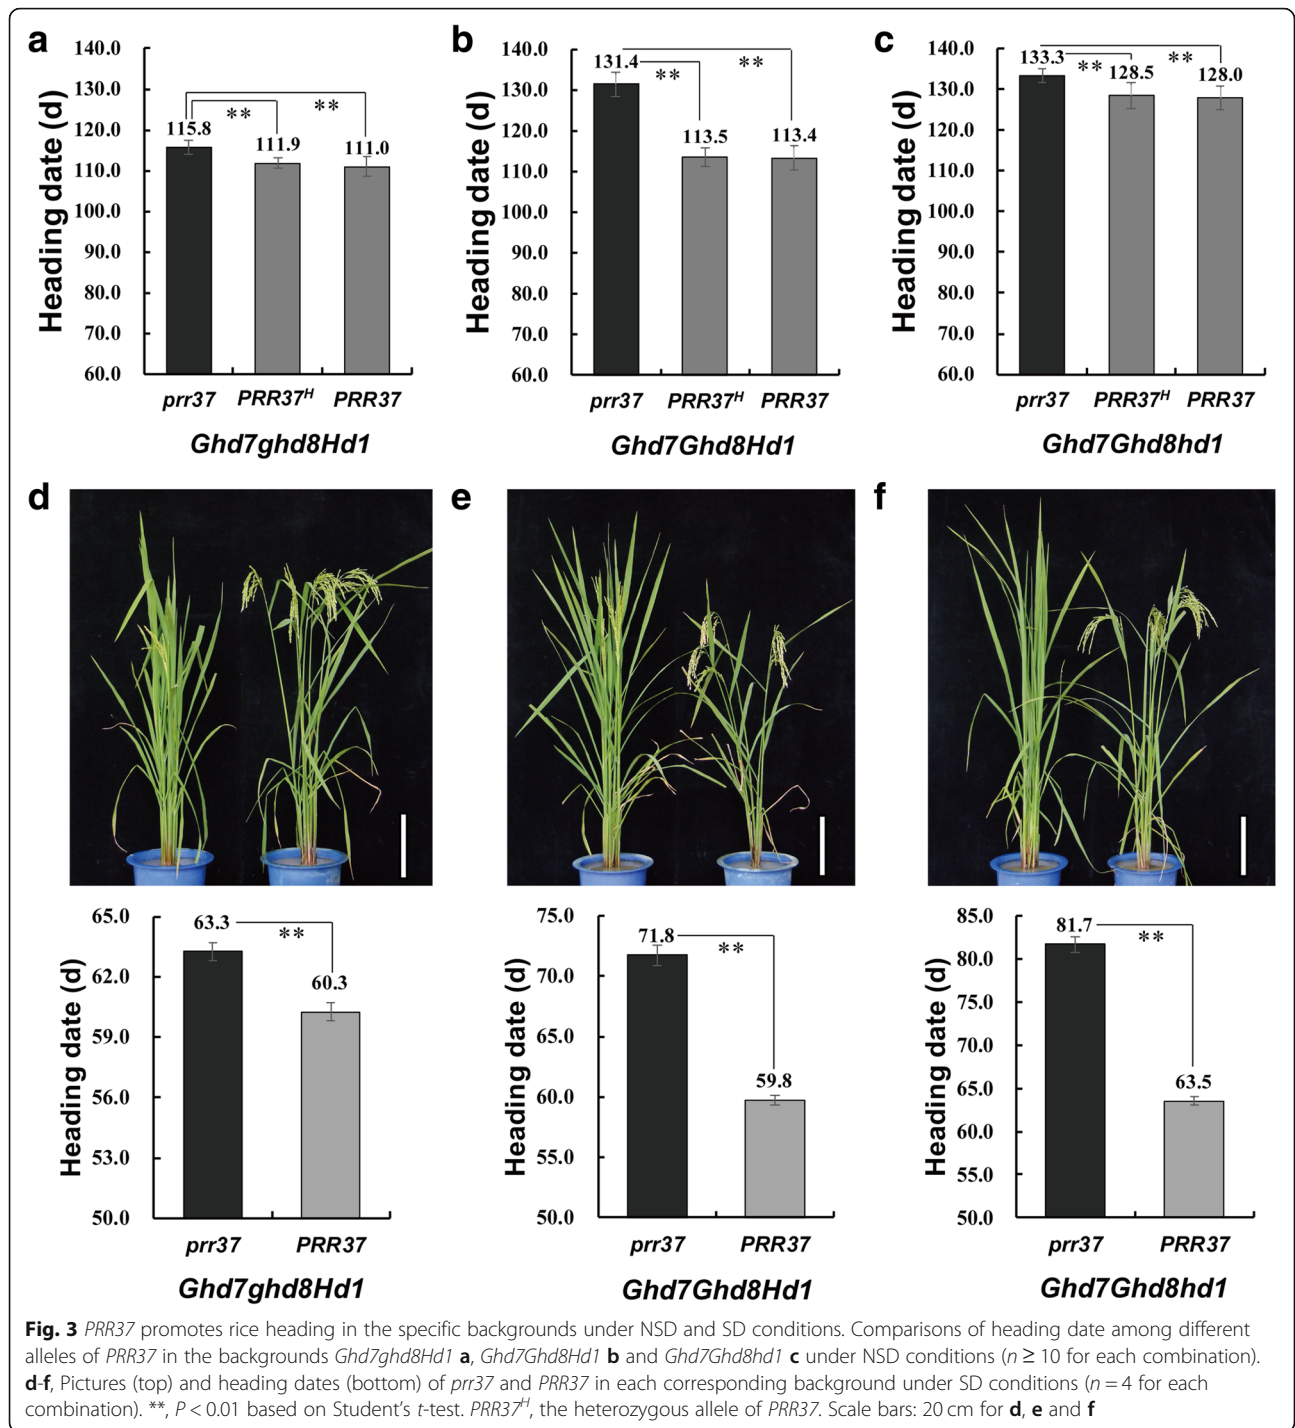 a
140.0
130.0
120.0
110.0
100.0
90.0
80.0
70.0
60.0
Heading date (d)
115.8
111.9
111.0
**
**
prr37
PRR37H
PRR37
Ghd7ghd8Hd1
b
140.0
130.0
120.0
110.0
100.0
90.0
80.0
70.0
60.0
Heading date (d)
131.4
113.5
113.4
**
**
prr37
PRR37H
PRR37
Ghd7Ghd8Hd1
c
140.0
130.0
120.0
110.0
100.0
90.0
80.0
70.0
60.0
Heading date (d)
133.3
128.5
128.0
**
**
prr37
PRR37H
PRR37
Ghd7Ghd8hd1
d
65.0
62.0
59.0
56.0
53.0
50.0
Heading date (d)
63.3
60.3
**
prr37
PRR37
Ghd7ghd8Hd1
e
75.0
70.0
65.0
60.0
55.0
50.0
Heading date (d)
71.8
59.8
**
prr37
PRR37
Ghd7Ghd8Hd1
f
85.0
80.0
75.0
70.0
65.0
60.0
55.0
50.0
Heading date (d)
81.7
63.5
**
prr37
PRR37
Ghd7Ghd8hd1
Fig. 3 PRR37 promotes rice heading in the specific backgrounds under NSD and SD conditions. Comparisons of heading date among different
alleles of PRR37 in the backgrounds Ghd7ghd8Hd1 a, Ghd7Ghd8Hd1 b and Ghd7Ghd8hd1 c under NSD conditions (n ≥ 10 for each combination).
d-f, Pictures (top) and heading dates (bottom) of prr37 and PRR37 in each corresponding background under SD conditions (n = 4 for each
combination). **, P < 0.01 based on Student's t-test. PRR37H, the heterozygous allele of PRR37. Scale bars: 20 cm for d, e and f